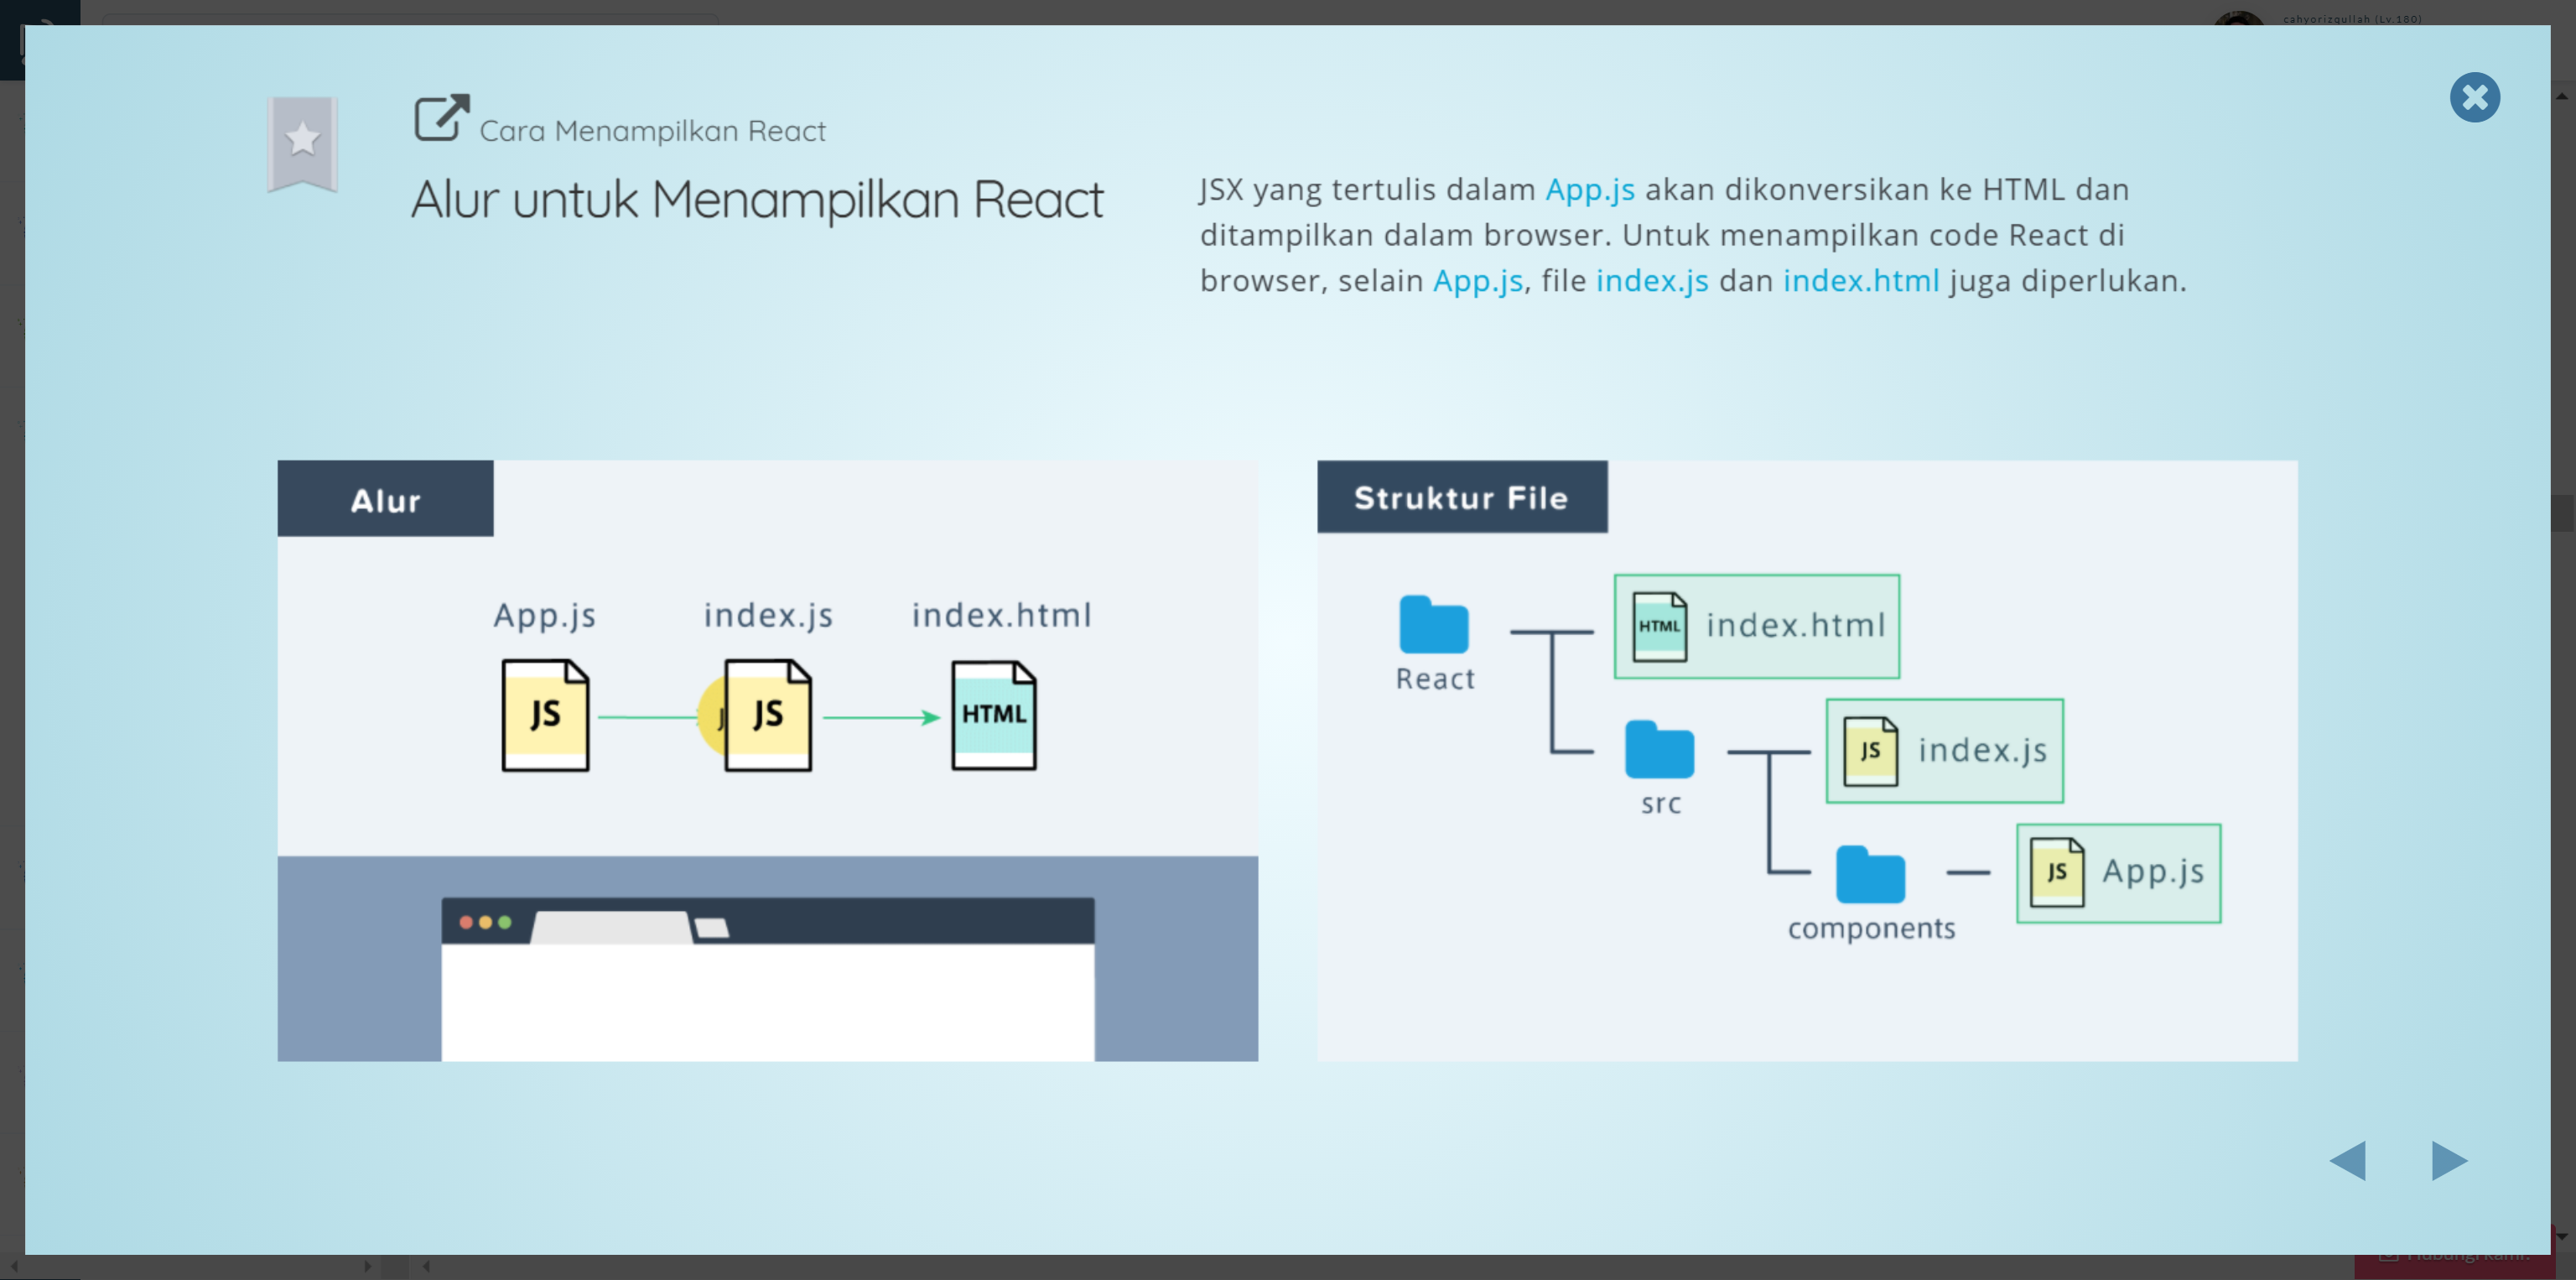 cahyorizqullah (Lv.180)
Cara Menampilkan React
Alur untuk Menampilkan React
JSX yang tertulis dalam App.js akan dikonversikan ke HTML dan
ditampilkan dalam browser. Untuk menampilkan code React di
browser, selain App.js, file index.js dan index.html juga diperlukan.
Alur
App.js index.js index.html
JS J JS HTML
Struktur File
HTML index.html
React
JS index.js
src
JS App.js
components
Hubungi kami!